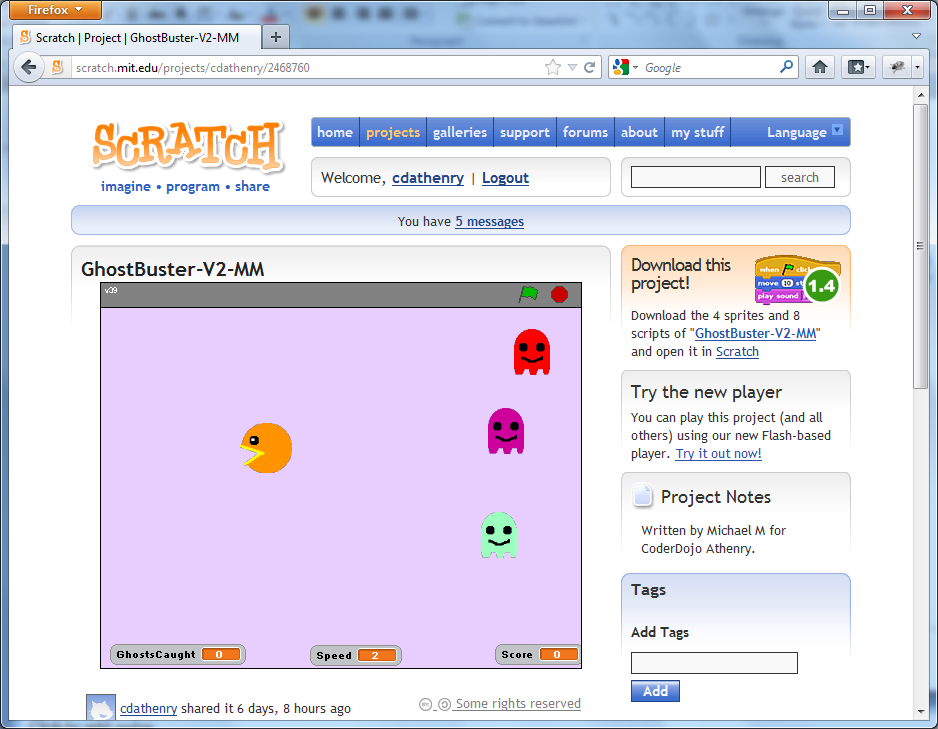 Firefox
Scratch | Project | GhostBuster-V2-MM
scratch.mit.edu/projects/cdathenry/2468760
Google
SCRATCH
imagine • program • share
home projects galleries support forums about my stuff Language
Welcome, cdathenry | Logout
search
You have 5 messages
GhostBuster-V2-MM
v39
GhostsCaught 0
Speed 2
Score 0
cdathenry shared it 6 days, 8 hours ago
Some rights reserved
Download this
project!
when clic
move 10 st
play sound
1.4
Download the 4 sprites and 8
scripts of "GhostBuster-V2-MM"
and open it in Scratch
Try the new player
You can play this project (and all
others) using our new Flash-based
player. Try it out now!
Project Notes
Written by Michael M for
CoderDojo Athenry.
Tags
Add Tags
Add